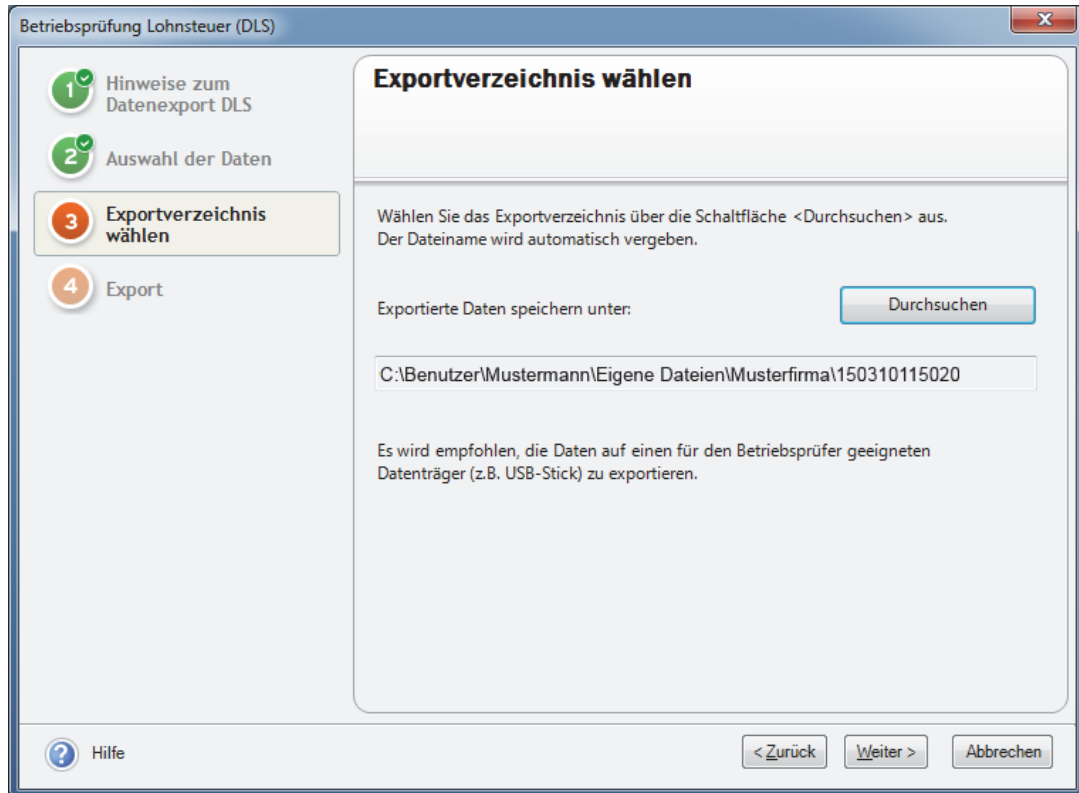 Betriebsprüfung Lohnsteuer (DLS)
1 Hinweise zum
Datenexport DLS
2 Auswahl der Daten
3 Exportverzeichnis
wählen
4 Export
Exportverzeichnis wählen
Wählen Sie das Exportverzeichnis über die Schaltfläche <Durchsuchen> aus.
Der Dateiname wird automatisch vergeben.
Exportierte Daten speichern unter:
Durchsuchen
C:\Benutzer\Mustermann\Eigene Dateien\Musterfirma\150310115020
Es wird empfohlen, die Daten auf einen für den Betriebsprüfer geeigneten
Datenträger (z.B. USB-Stick) zu exportieren.
? Hilfe
< Zurück
Weiter >
Abbrechen